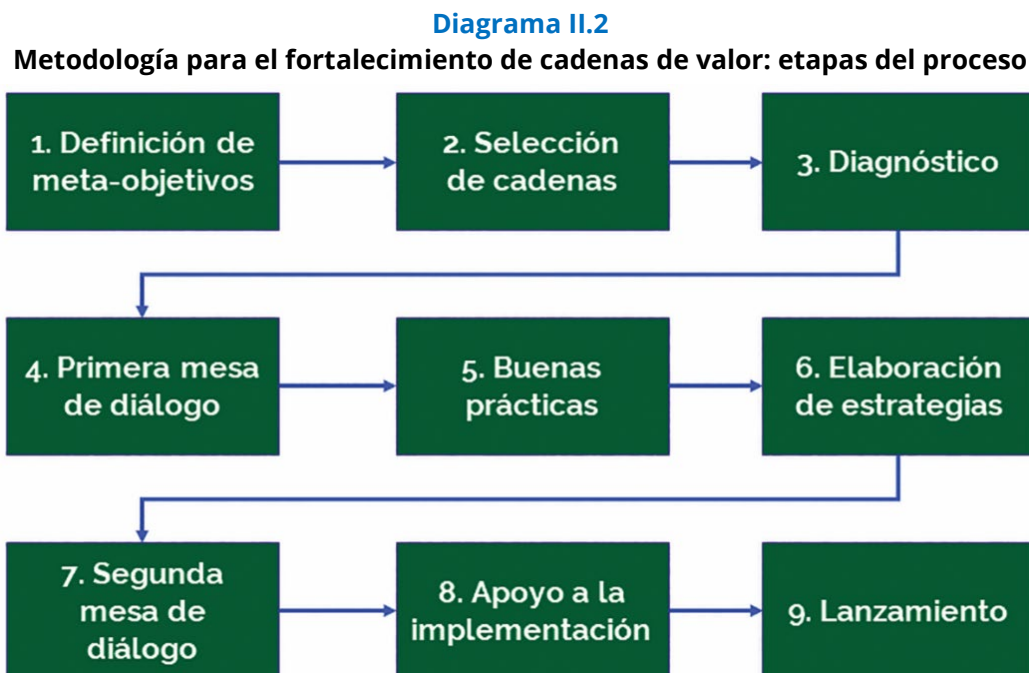 Diagrama II.2
Metodología para el fortalecimiento de cadenas de valor: etapas del proceso
1. Definición de
meta-objetivos
2. Selección
de cadenas
3. Diagnóstico
4. Primera mesa
de diálogo
5. Buenas
prácticas
6. Elaboración
de estrategias
7. Segunda
mesa de
diálogo
8. Apoyo a la
implementación
9. Lanzamiento